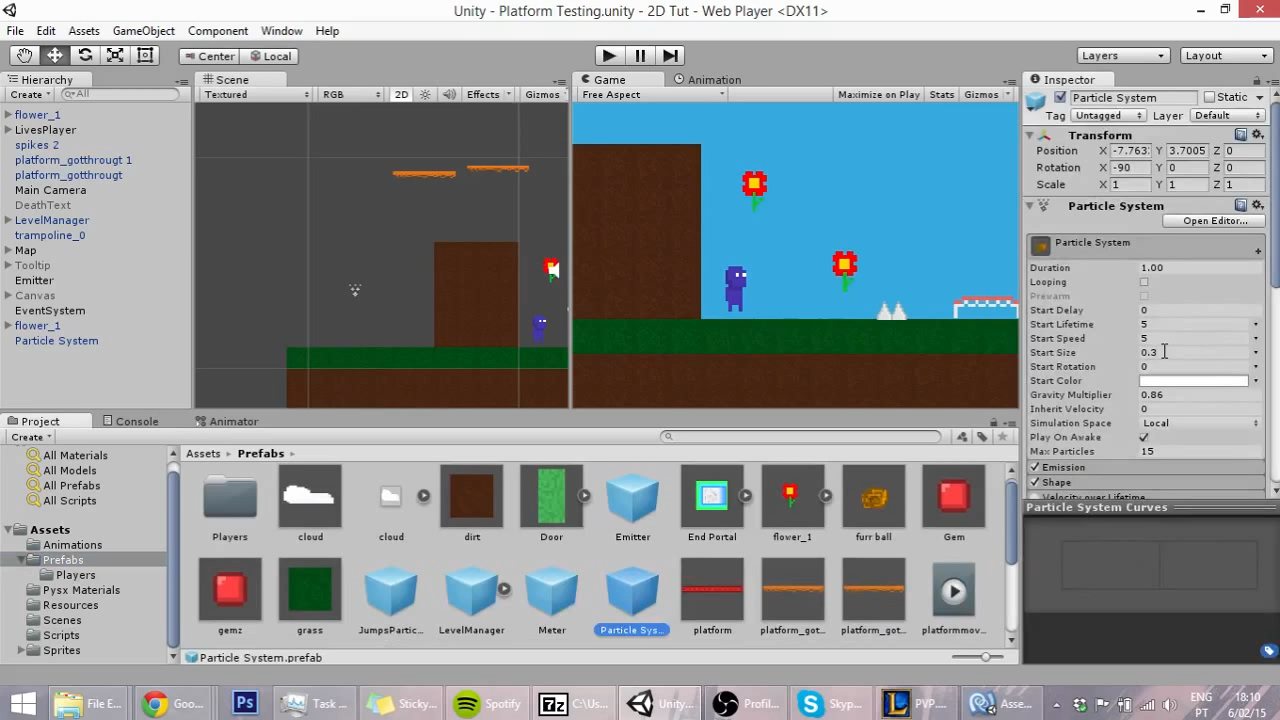 Unity - Platform Testing.unity - 2D Tut - Web Player <DX11>
File Edit Assets GameObject Component Window Help
Center Local Layers Layout
Hierarchy
Create All
flower_1
LivesPlayer
spikes 2
platform_gotthrougt 1
platform_gotthrougt
Main Camera
DeathText
LevelManager
trampoline_0
Map
Tooltip
Emitter
Canvas
EventSystem
flower_1
Particle System
Scene
Textured RGB 2D Effects Gizmos
Game Animation
Free Aspect Maximize on Play Stats Gizmos
Inspector
Particle System Static
Tag Untagged Layer Default
Transform
Position X -7.763 Y 3.7005 Z 0
Rotation X -90 Y 0 Z 0
Scale X 1 Y 1 Z 1
Particle System
Open Editor...
Particle System
Duration 1.00
Looping
Prewarm
Start Delay 0
Start Lifetime 5
Start Speed 5
Start Size 0.3
Start Rotation 0
Start Color
Gravity Multiplier 0.86
Inherit Velocity 0
Simulation Space Local
Play On Awake
Max Particles 15
Emission
Shape
Velocity over Lifetime
Particle System Curves
Project Console Animator
Create
All Materials
All Models
All Prefabs
All Scripts
Assets
Animations
Prefabs
Players
Pysx Materials
Resources
Scenes
Scripts
Sprites
Assets Prefabs
Players cloud cloud dirt Door Emitter End Portal flower_1 furr ball Gem
gemz grass JumpsPartic... LevelManager Meter Particle Sys... platform platform_got... platform_got... platformmov...
Particle System.prefab
File E... Goo... Ps Task ... Sticky... Spotify 7z C:\Us... Unity... Profil... Skyp... PVP... Asse...
ENG 18:10
PT 6/02/15